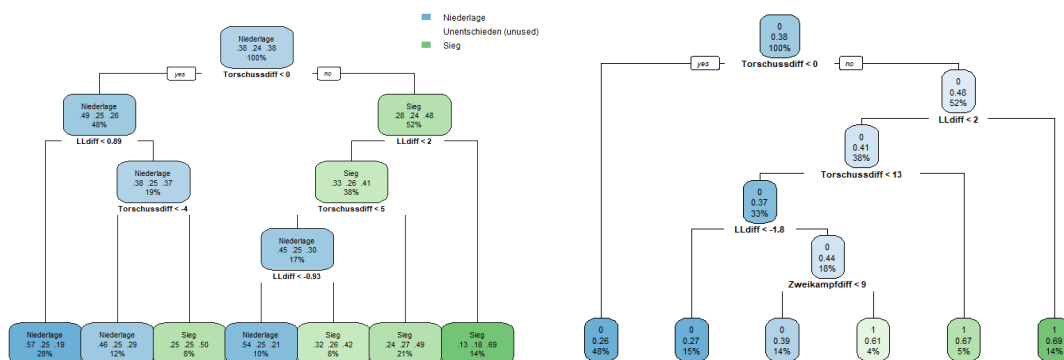 Niederlage
Unentschieden (unused)
Sieg
Niederlage
.38 .24 .38
100%
yes
Torschussdiff < 0
no
Niederlage
.49 .25 .26
48%
LLdiff < 0.89
Sieg
.28 .24 .48
52%
LLdiff < 2
Niederlage
.38 .25 .37
19%
Torschussdiff < -4
Sieg
.33 .26 .41
38%
Torschussdiff < 5
Niederlage
.45 .25 .30
17%
LLdiff < -0.93
Niederlage
.57 .25 .19
28%
Niederlage
.46 .25 .29
12%
Sieg
.25 .25 .50
8%
Niederlage
.54 .25 .21
10%
Sieg
.32 .26 .42
8%
Sieg
.24 .27 .49
21%
Sieg
.13 .18 .69
14%
0
0.38
100%
yes
Torschussdiff < 0
no
0
0.48
52%
LLdiff < 2
0
0.41
38%
Torschussdiff < 13
0
0.37
33%
LLdiff < -1.8
0
0.44
18%
Zweikampfdiff < 9
0
0.26
48%
0
0.27
15%
0
0.39
14%
1
0.61
4%
1
0.67
5%
1
14%